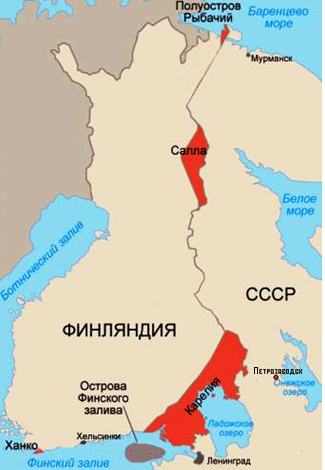 Полуостров
Рыбачий
Баренцево
море
Мурманск
Салла
Белое
море
Ботнический залив
СССР
ФИНЛЯНДИЯ
Петрозаводск
Онежское
озеро
Острова
Финского
залива
Карелия
Ладожское
озеро
Ханко
Хельсинки
Финский залив
Ленинград